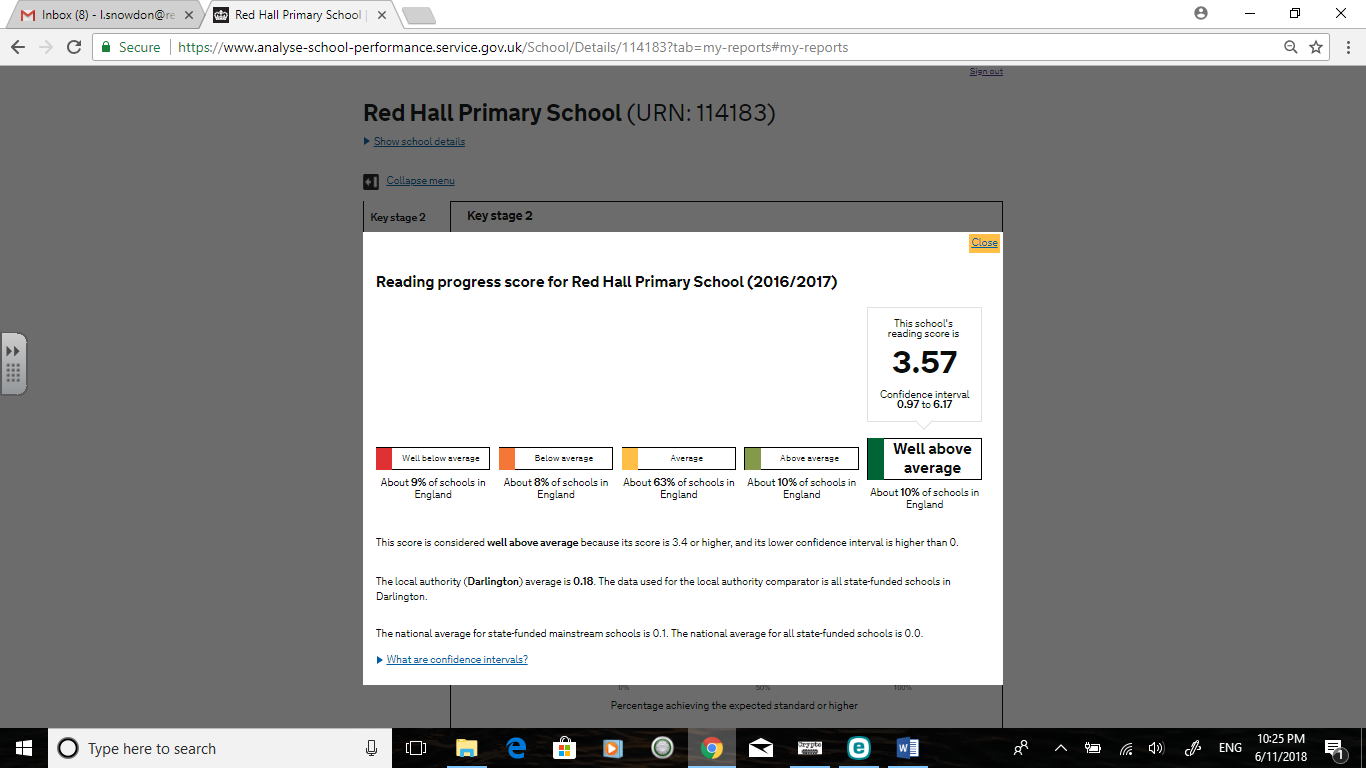 Inbox (8) - l.snowdon@re
Red Hall Primary School |
Secure
https://www.analyse-school-performance.service.gov.uk/School/Details/114183?tab=my-reports#my-reports
Sign out
Red Hall Primary School (URN: 114183)
Show school details
Collapse menu
Key stage 2
Key stage 2
Close
Reading progress score for Red Hall Primary School (2016/2017)
This school's
reading score is
3.57
Confidence interval
0.97 to 6.17
Well below average
Below average
Average
Above average
Well above
average
About 9% of schools in
England
About 8% of schools in
England
About 63% of schools in
England
About 10% of schools in
England
About 10% of schools in
England
This score is considered well above average because its score is 3.4 or higher, and its lower confidence interval is higher than 0.
The local authority (Darlington) average is 0.18. The data used for the local authority comparator is all state-funded schools in
Darlington.
The national average for state-funded mainstream schools is 0.1. The national average for all state-funded schools is 0.0.
What are confidence intervals?
0% 50% 100%
Percentage achieving the expected standard or higher
Type here to search
Crypto
ENG
10:25 PM
6/11/2018
1